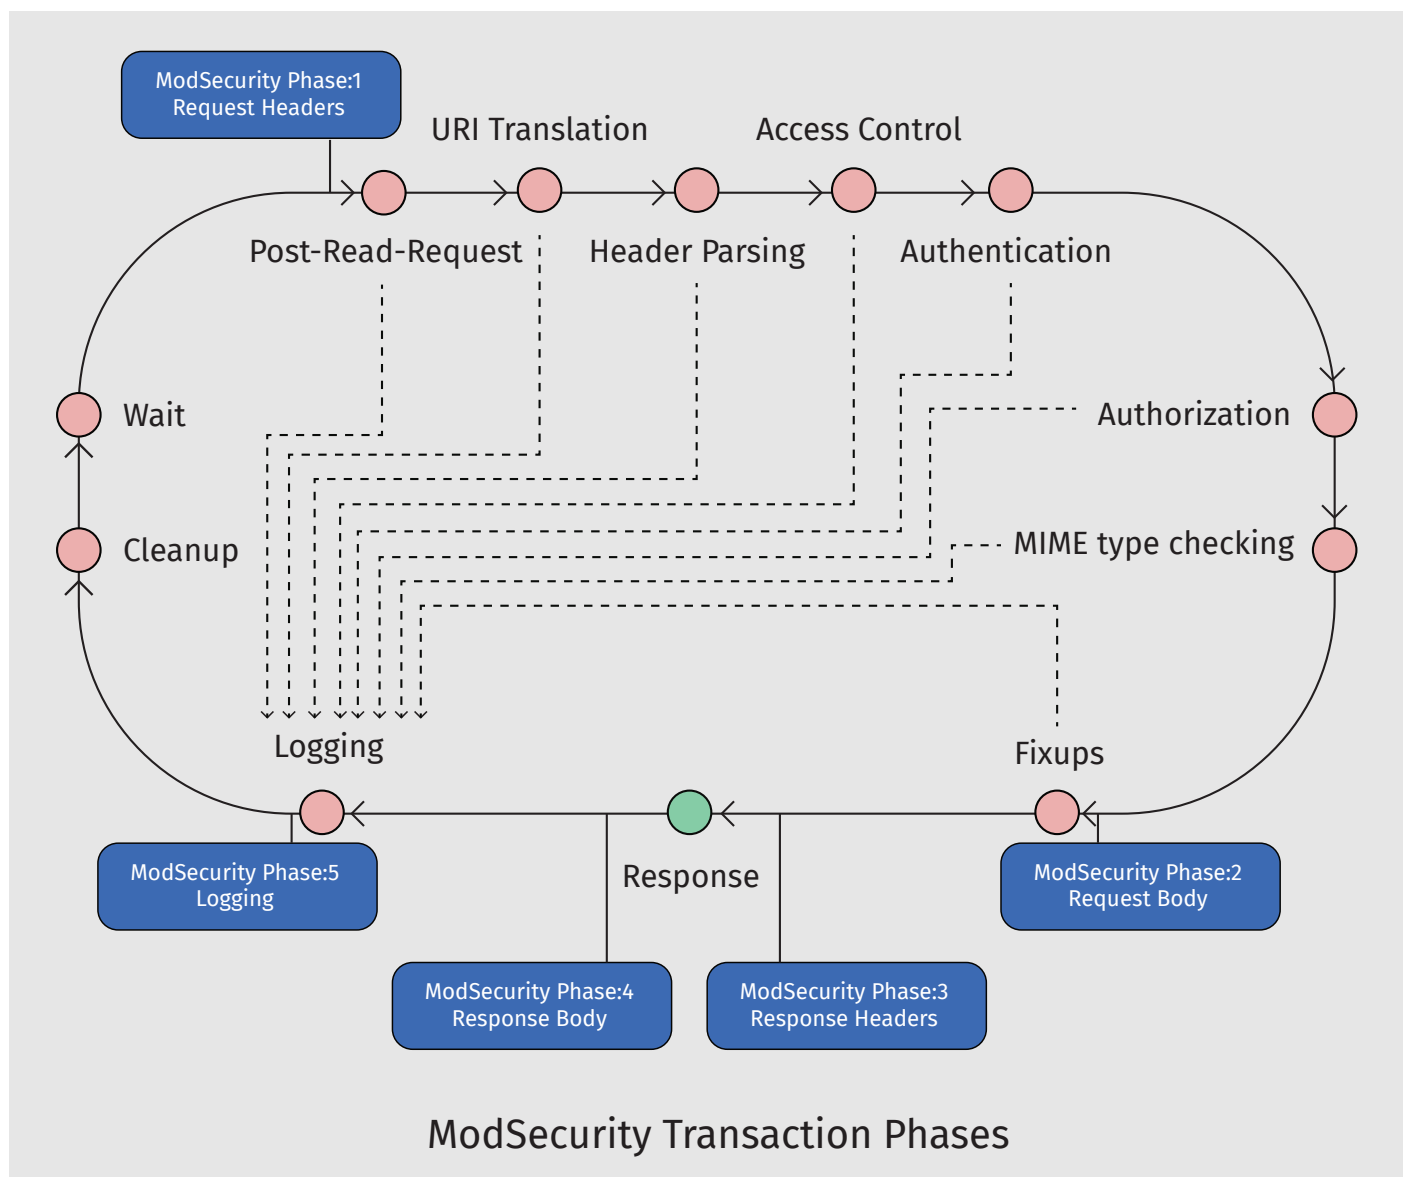 ModSecurity Phase:1
Request Headers
URI Translation
Access Control
Post-Read-Request
Header Parsing
Authentication
Wait
Authorization
Cleanup
MIME type checking
Logging
Fixups
ModSecurity Phase:5
Logging
Response
ModSecurity Phase:2
Request Body
ModSecurity Phase:4
Response Body
ModSecurity Phase:3
Response Headers
ModSecurity Transaction Phases